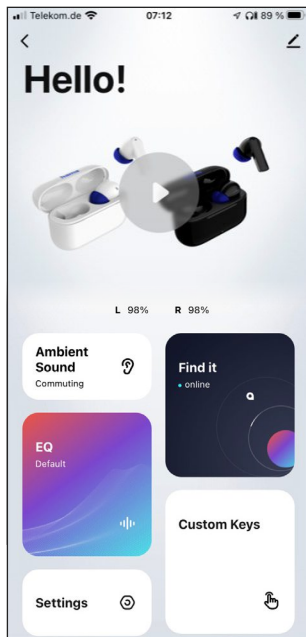 Telekom.de 07:12 89 %
Hello!
L 98% R 98%
Ambient
Sound
Commuting
Find it
online
EQ
Default
Custom Keys
Settings